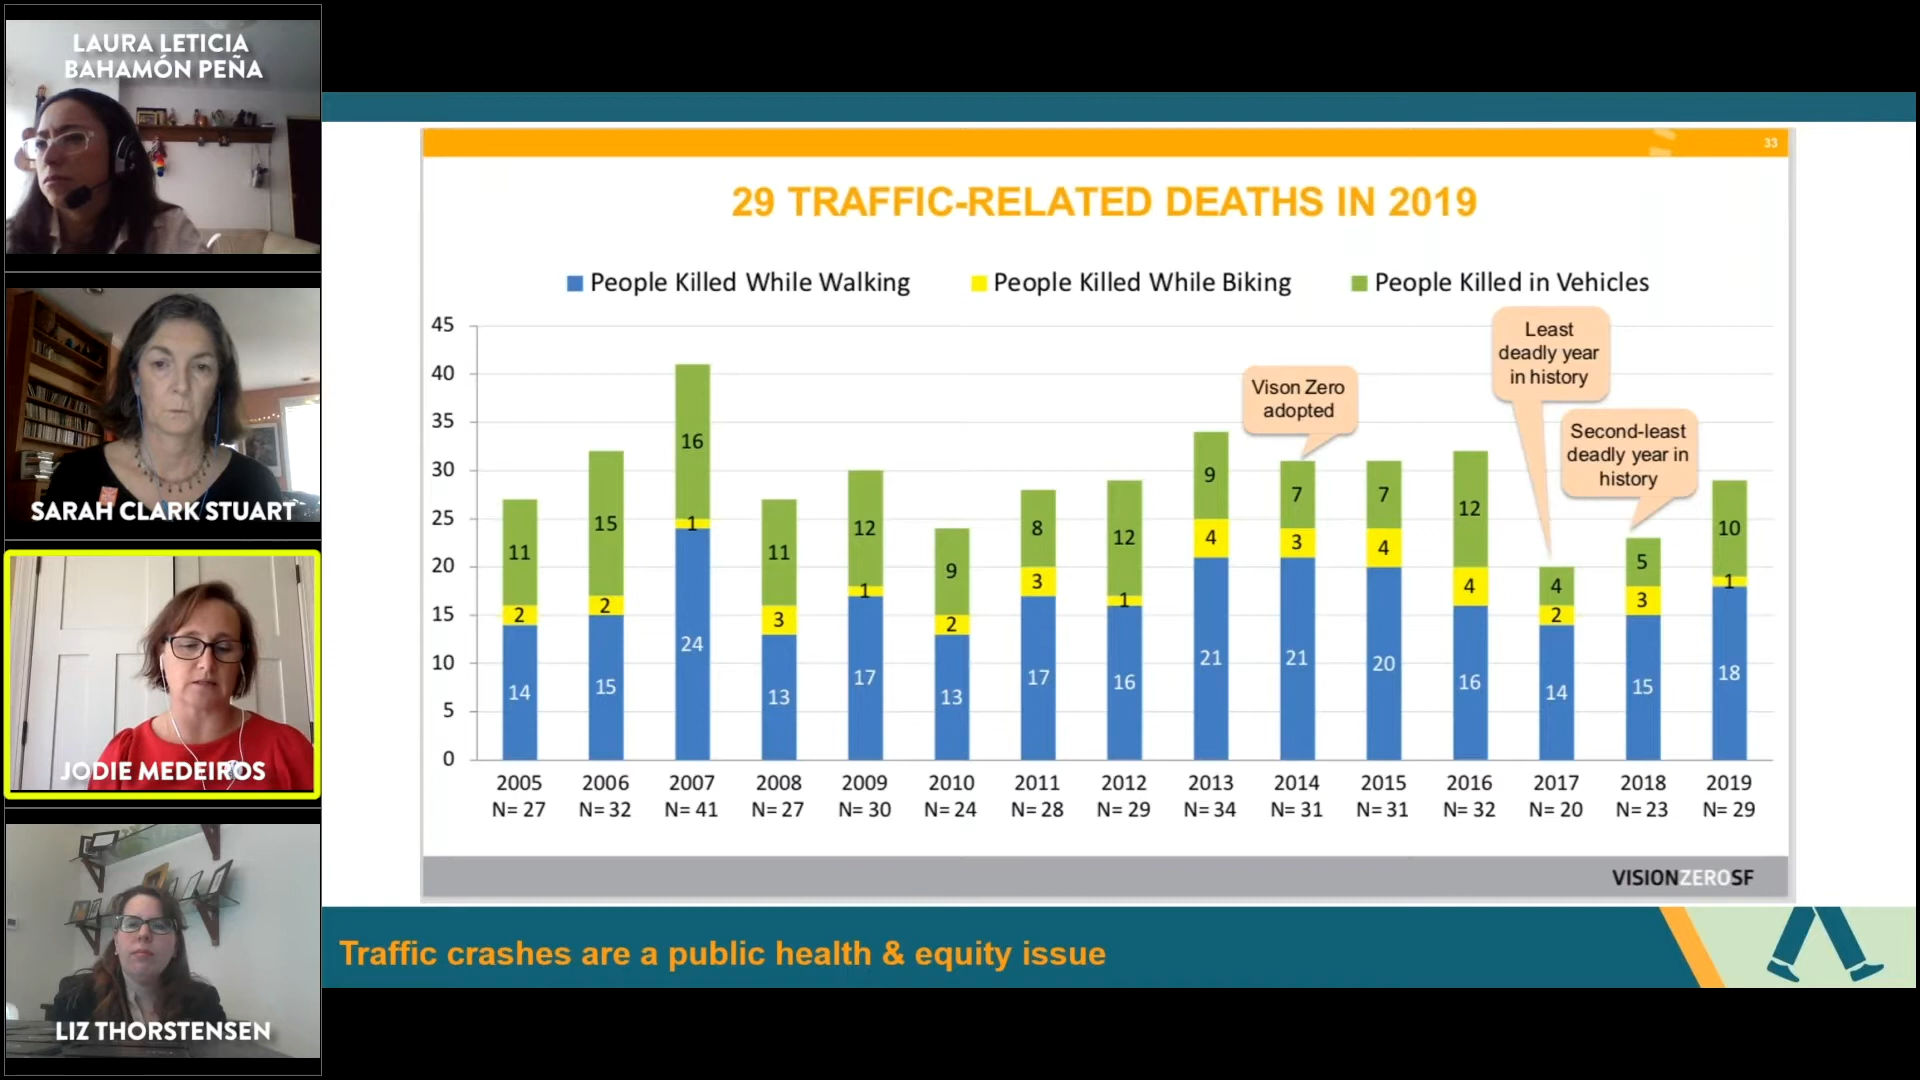 LAURA LETICIA
BAHAMÓN PEÑA
SARAH CLARK STUART
JODIE MEDEIROS
LIZ THORSTENSEN
33
29 TRAFFIC-RELATED DEATHS IN 2019
People Killed While Walking
People Killed While Biking
People Killed in Vehicles
Least
deadly year
in history
Vison Zero
adopted
Second-least
deadly year in
history
45
40
35
30
25
20
15
10
5
0
11
2
14
15
2
15
16
1
24
11
3
13
12
1
17
9
2
13
8
3
17
12
1
16
9
4
21
7
3
21
7
4
20
12
4
16
4
2
14
5
3
15
10
1
18
2005 2006 2007 2008 2009 2010 2011 2012 2013 2014 2015 2016 2017 2018 2019
N= 27 N= 32 N= 41 N= 27 N= 30 N= 24 N= 28 N= 29 N= 34 N= 31 N= 31 N= 32 N= 20 N= 23 N= 29
VISIONZEROSF
Traffic crashes are a public health & equity issue